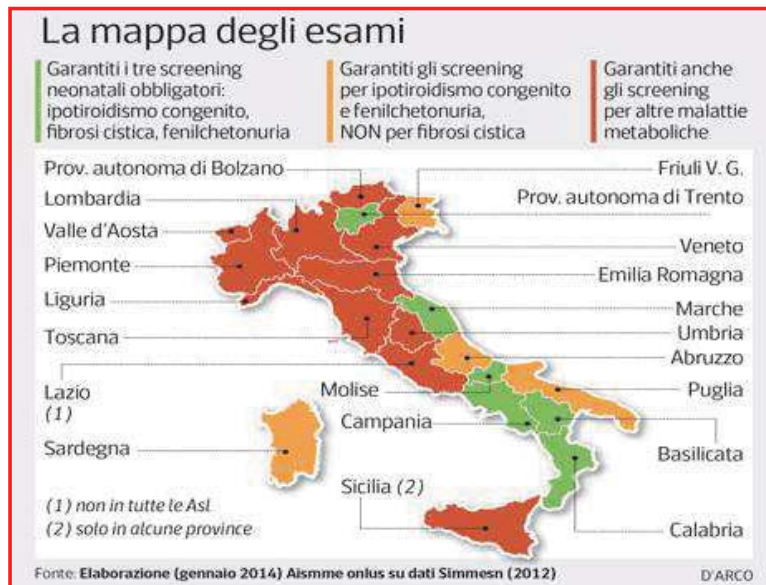 La mappa degli esami
Garantiti i tre screening
neonatali obbligatori:
ipotiroidismo congenito,
fibrosi cistica, fenilchetonuria
Garantiti gli screening
per ipotiroidismo congenito
e fenilchetonuria,
NON per fibrosi cistica
Garantiti anche
gli screening
per altre malattie
metaboliche
Prov. autonoma di Bolzano
Lombardia
Valle d'Aosta
Piemonte
Liguria
Toscana
Lazio
(1)
Sardegna
Friuli V. G.
Prov. autonoma di Trento
Veneto
Emilia Romagna
Marche
Umbria
Abruzzo
Puglia
Molise
Campania
Basilicata
Sicilia (2)
Calabria
(1) non in tutte le Asl
(2) solo in alcune province
Fonte: Elaborazione (gennaio 2014) Aismme onlus su dati Simmesn (2012)
D'ARCO